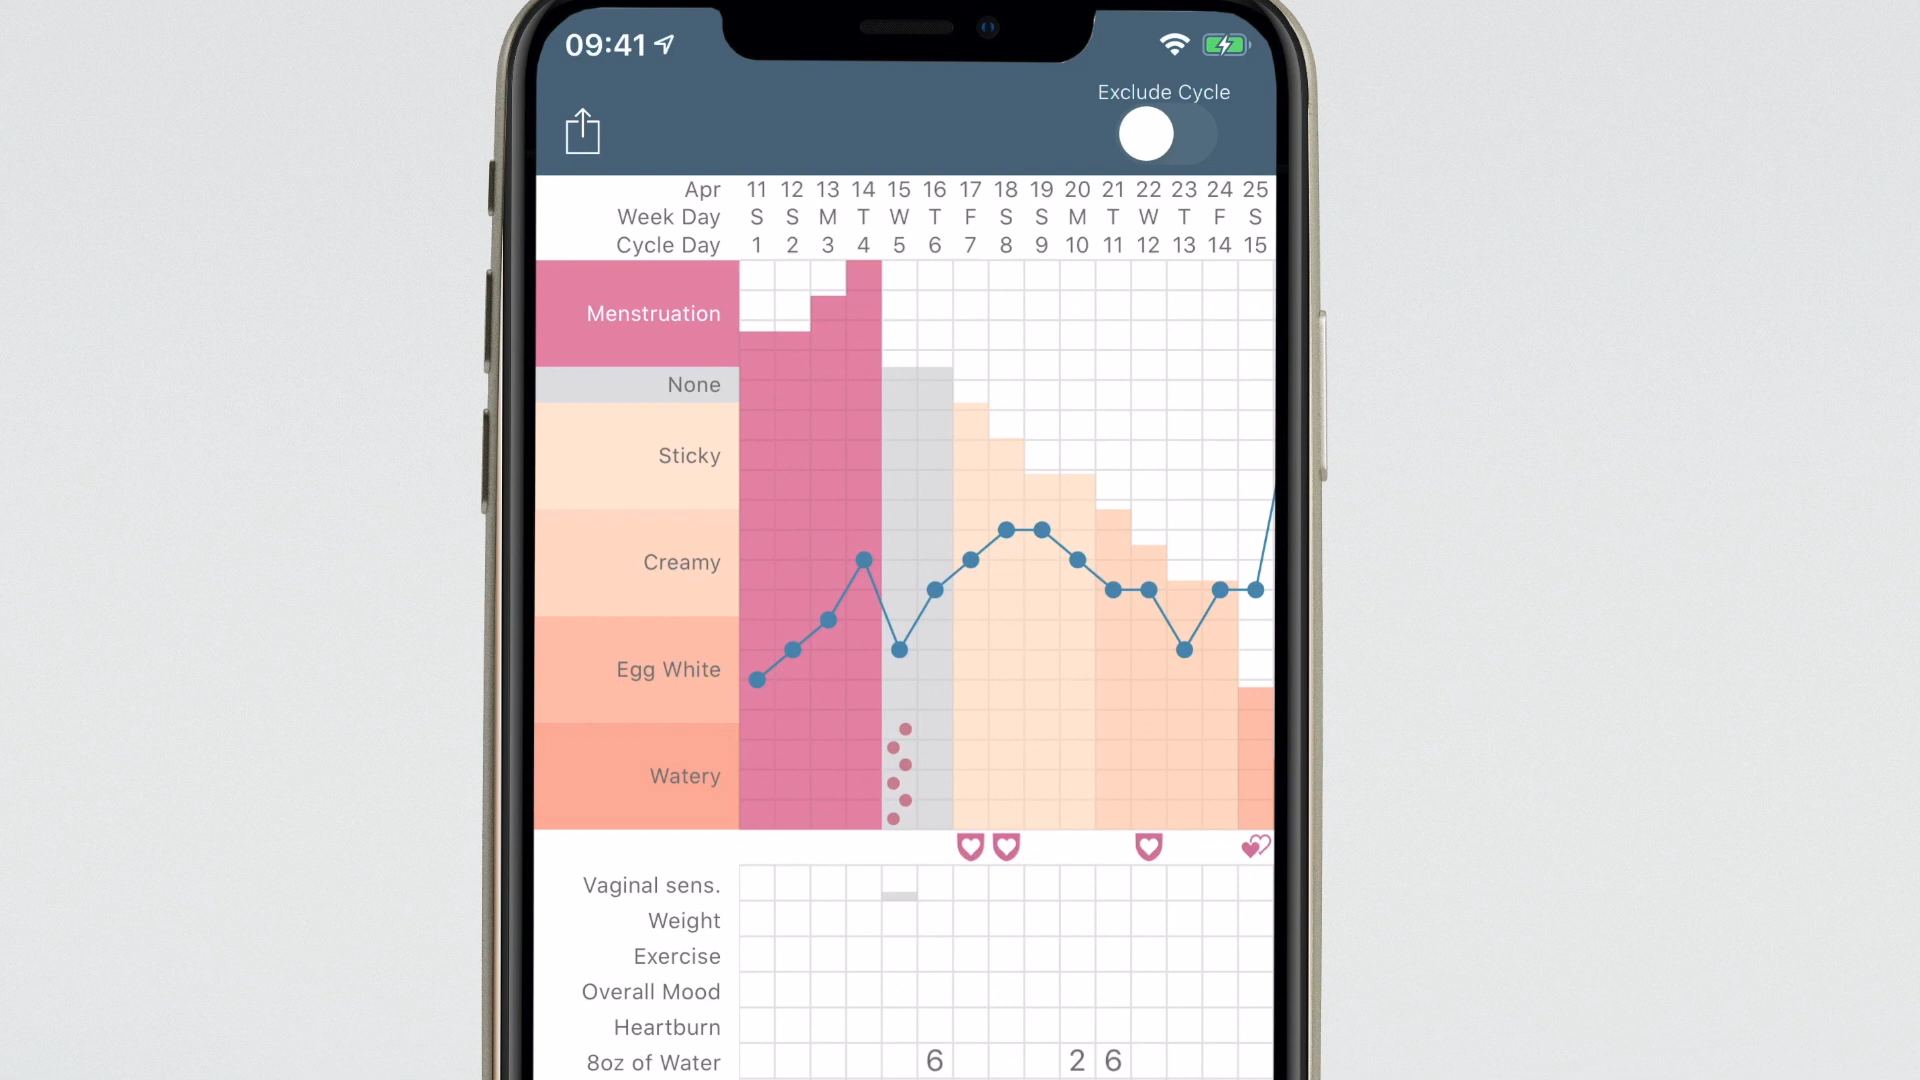 09:41
Exclude Cycle
Apr 11 12 13 14 15 16 17 18 19 20 21 22 23 24 25
Week Day S S M T W T F S S M T W T F S
Cycle Day 1 2 3 4 5 6 7 8 9 10 11 12 13 14 15
Menstruation
None
Sticky
Creamy
Egg White
Watery
Vaginal sens.
Weight
Exercise
Overall Mood
Heartburn
8oz of Water 6 2 6